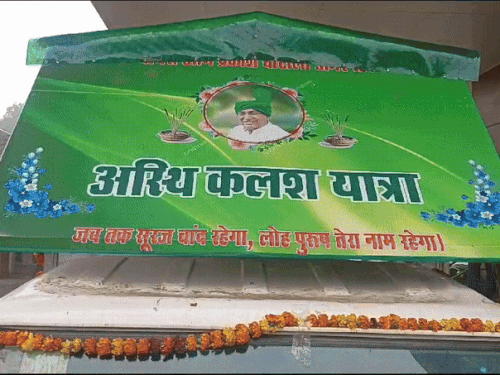 अस्थि कलश यात्रा
जब तक सूरज चांद रहेगा, लोह पुरूष तेरा नाम रहेगा।